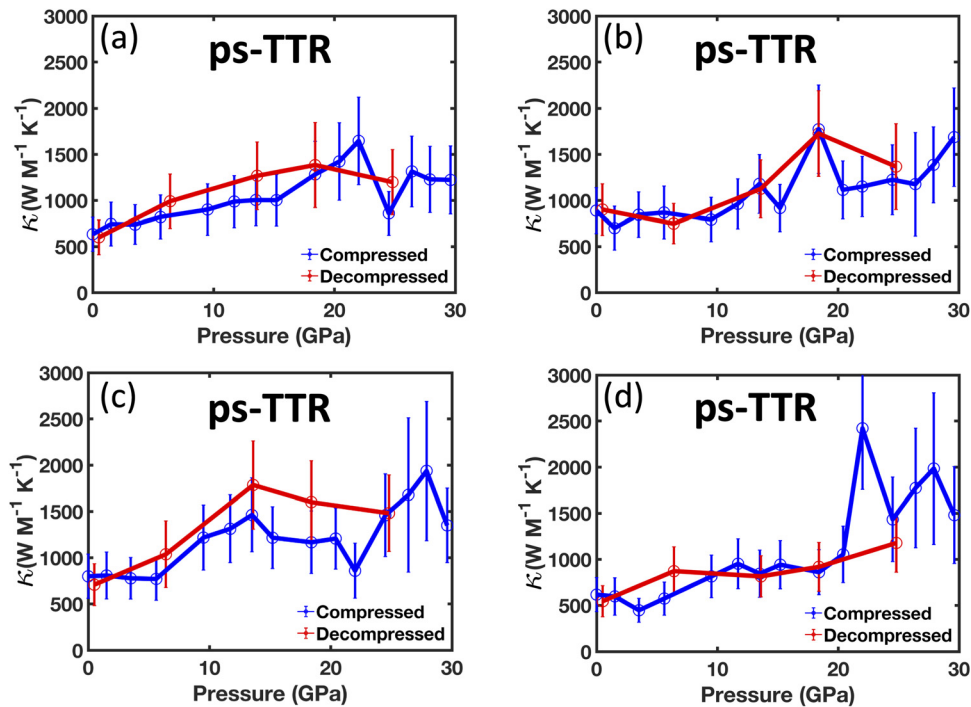 (a) ps-TTR
3000
2500
2000
1500
1000
500
0
κ(W M⁻¹ K⁻¹)
Compressed
Decompressed
0 10 20 30
Pressure (GPa)
(b) ps-TTR
3000
2500
2000
1500
1000
500
0
κ(W M⁻¹ K⁻¹)
Compressed
Decompressed
0 10 20 30
Pressure (GPa)
(c) ps-TTR
3000
2500
2000
1500
1000
500
0
κ(W M⁻¹ K⁻¹)
Compressed
Decompressed
0 10 20 30
Pressure (GPa)
(d) ps-TTR
3000
2500
2000
1500
1000
500
0
κ(W M⁻¹ K⁻¹)
Compressed
Decompressed
0 10 20 30
Pressure (GPa)